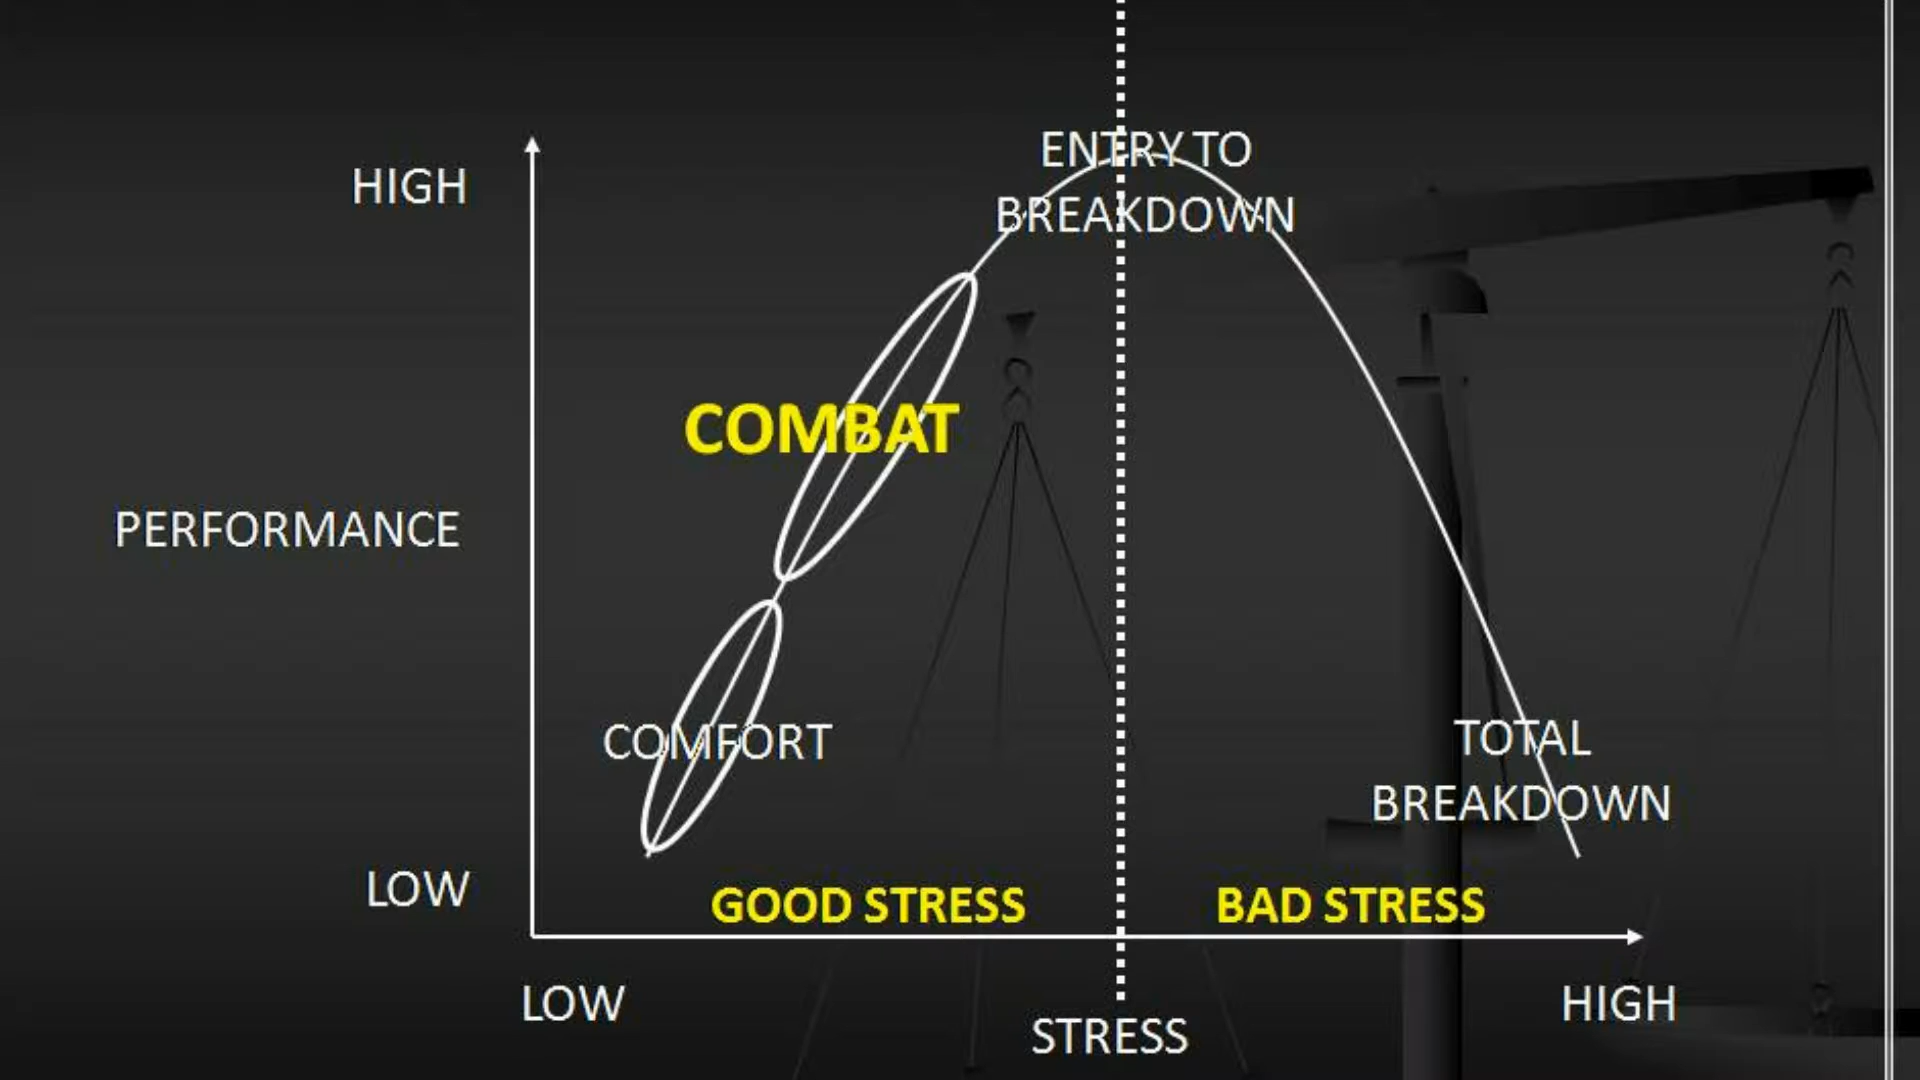 ENTRY TO
BREAKDOWN
HIGH
COMBAT
PERFORMANCE
COMFORT
TOTAL
BREAKDOWN
LOW
GOOD STRESS
BAD STRESS
LOW
HIGH
STRESS